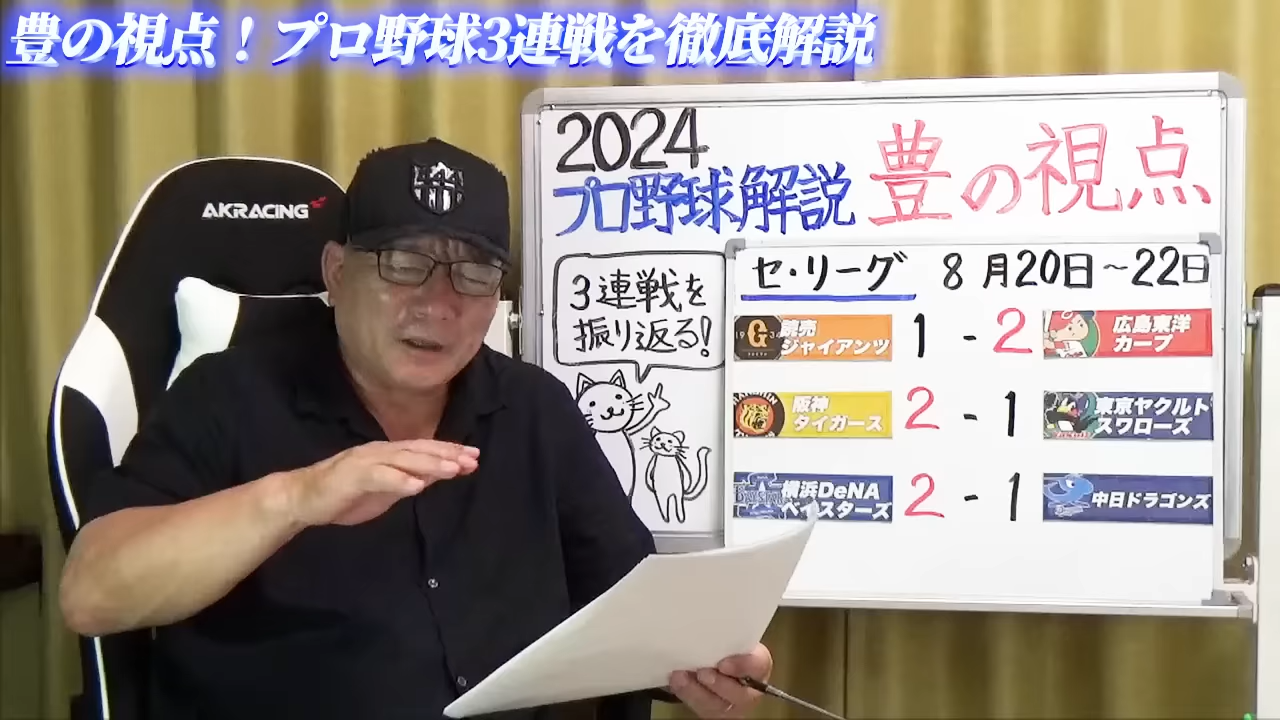 豊の視点！プロ野球3連戦を徹底解説
AKRACING
2024
プロ野球解説 豊の視点
3連戦を
振り返る!
セ・リーグ 8月20日~22日
読売
ジャイアンツ
1 - 2
広島東洋
カープ
阪神
タイガース
2 - 1
東京ヤクルト
スワローズ
横浜DeNA
ベイスターズ
2 - 1
中日ドラゴンズ